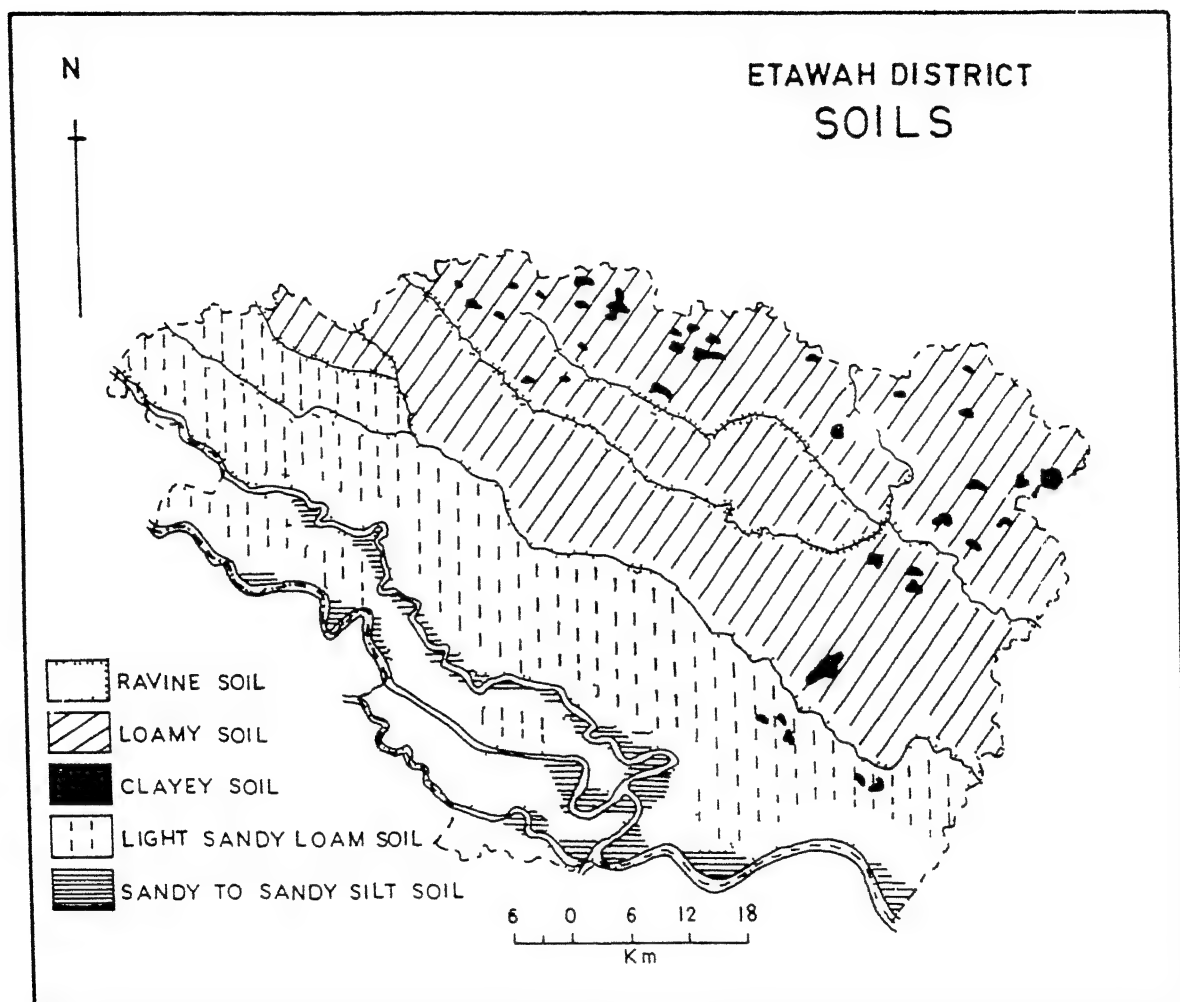 N
ETAWAH DISTRICT
SOILS
RAVINE SOIL
LOAMY SOIL
CLAYEY SOIL
LIGHT SANDY LOAM SOIL
SANDY TO SANDY SILT SOIL
6 0 6 12 18
Km